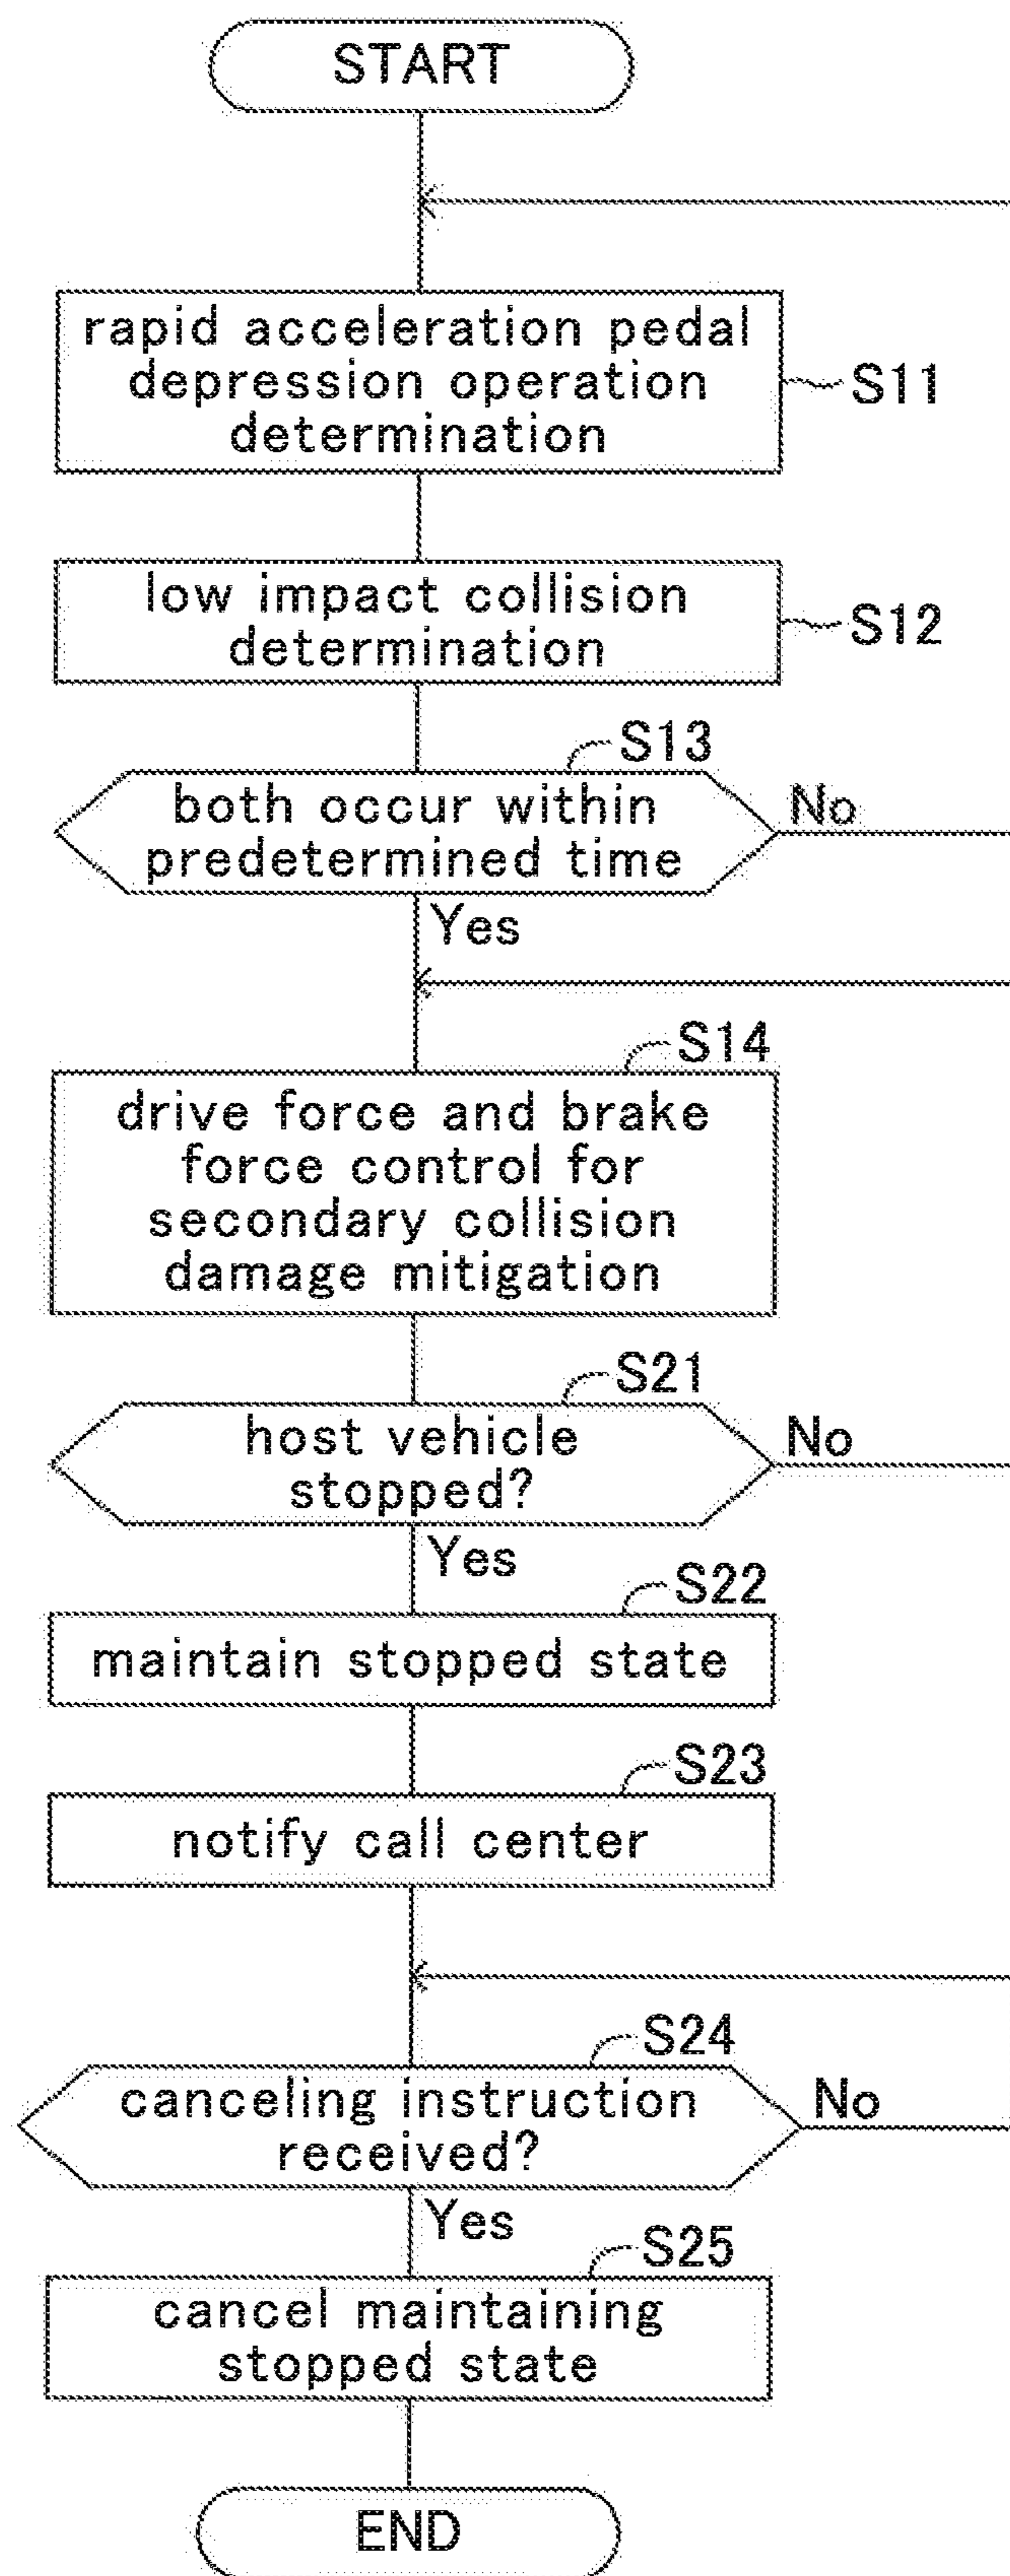 START
rapid acceleration pedal
depression operation
determination
S11
low impact collision
determination
S12
S13
both occur within
predetermined time
No
Yes
S14
drive force and brake
force control for
secondary collision
damage mitigation
S21
host vehicle
stopped?
No
Yes
S22
maintain stopped state
S23
notify call center
S24
canceling instruction
received?
No
Yes
S25
cancel maintaining
stopped state
END